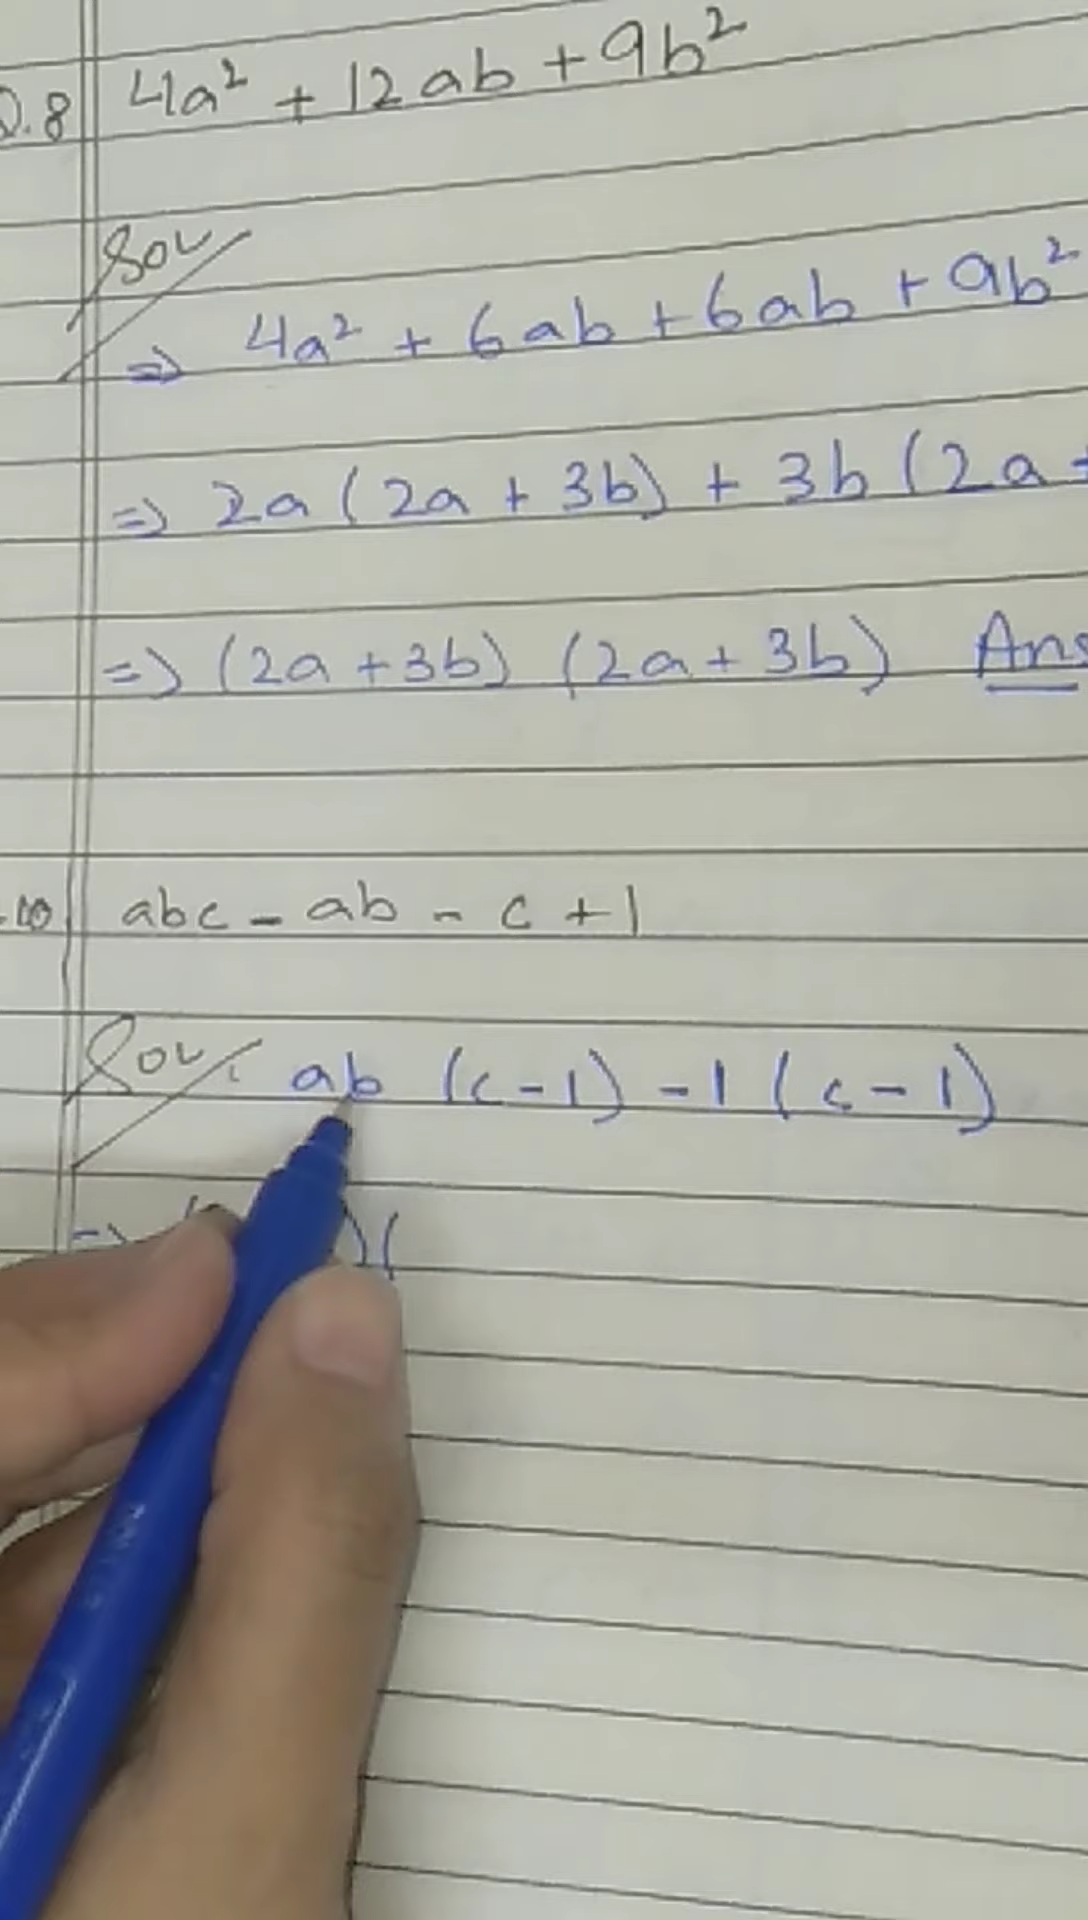 Q.8 4a² + 12ab + 9b²
Sol
⇒ 4a² + 6ab + 6ab + 9b²
⇒ 2a (2a + 3b) + 3b (2a +
⇒ (2a + 3b) (2a + 3b) Ans
.10 abc - ab - c + 1
Sol: ab (c - 1) - 1 (c - 1)
⇒ ( ) (